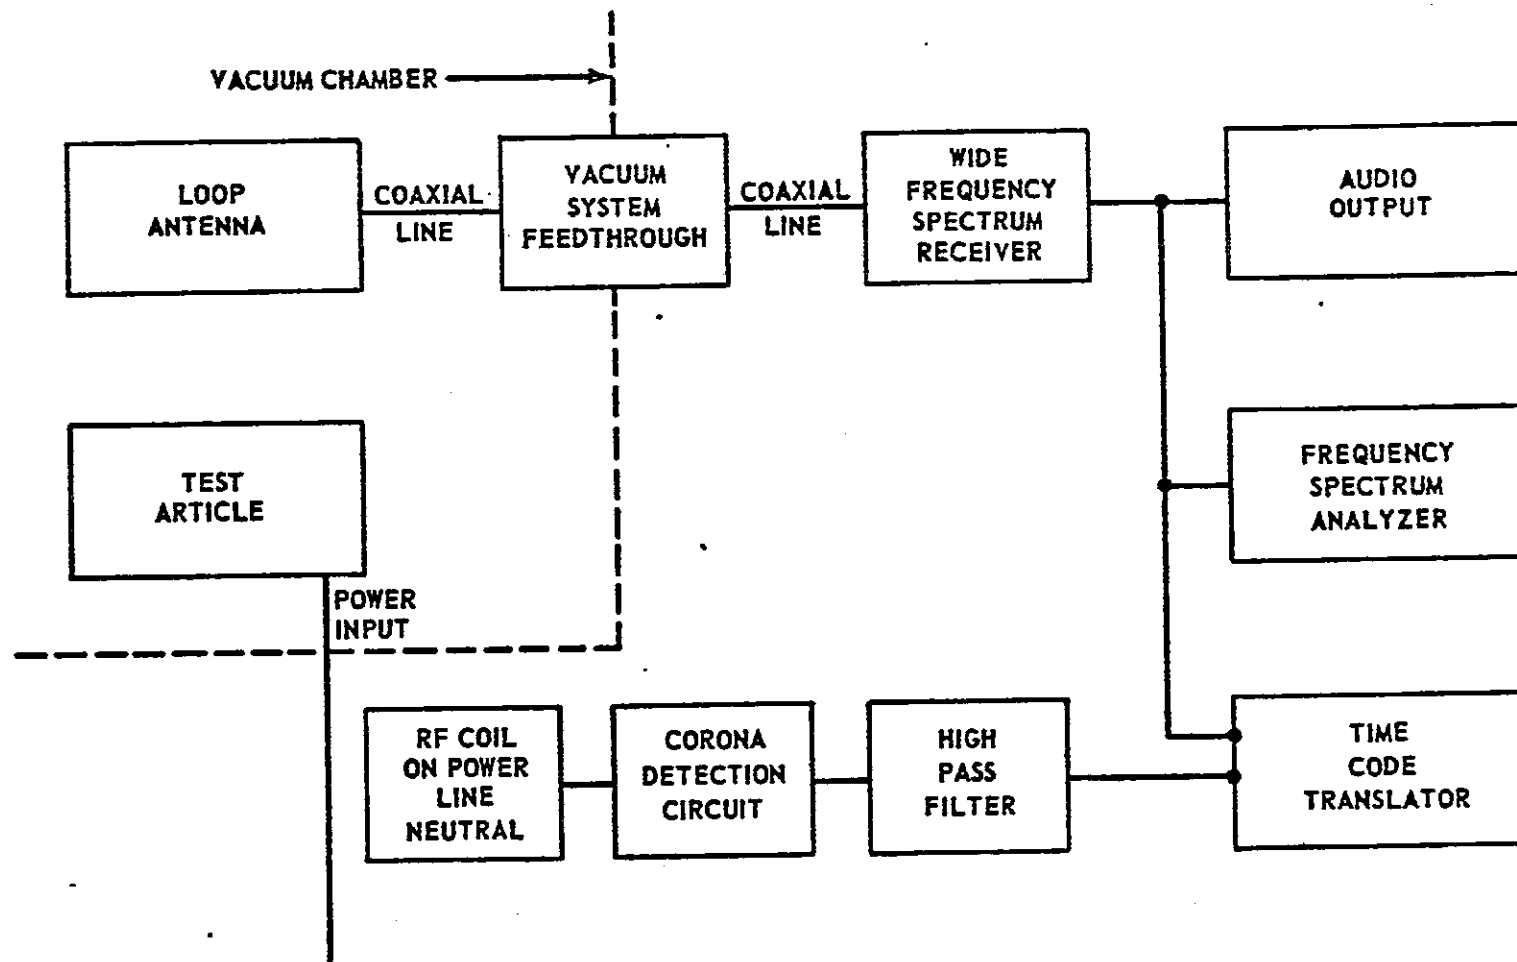 VACUUM CHAMBER
LOOP
ANTENNA
COAXIAL
LINE
VACUUM
SYSTEM
FEEDTHROUGH
COAXIAL
LINE
WIDE
FREQUENCY
SPECTRUM
RECEIVER
AUDIO
OUTPUT
TEST
ARTICLE
FREQUENCY
SPECTRUM
ANALYZER
POWER
INPUT
RF COIL
ON POWER
LINE
NEUTRAL
CORONA
DETECTION
CIRCUIT
HIGH
PASS
FILTER
TIME
CODE
TRANSLATOR